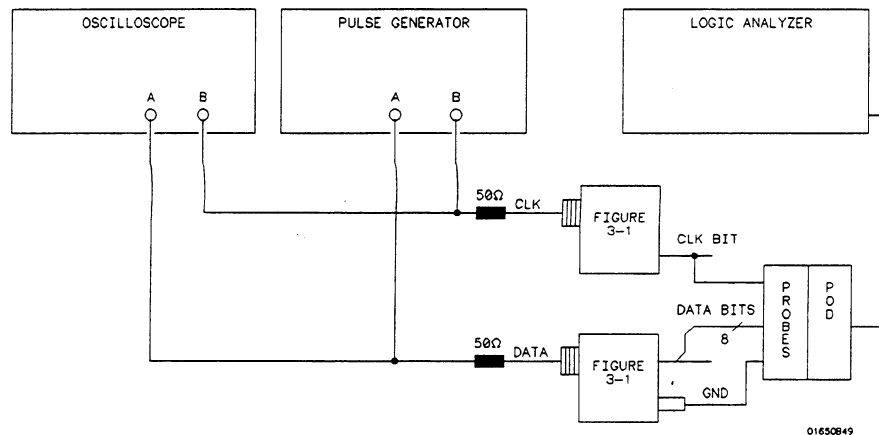 OSCILLOSCOPE
PULSE GENERATOR
LOGIC ANALYZER
A
B
A
B
50Ω
CLK
FIGURE
3-1
CLK BIT
PROBES
POD
DATA BITS
8
50Ω
DATA
FIGURE
3-1
GND
01650B49